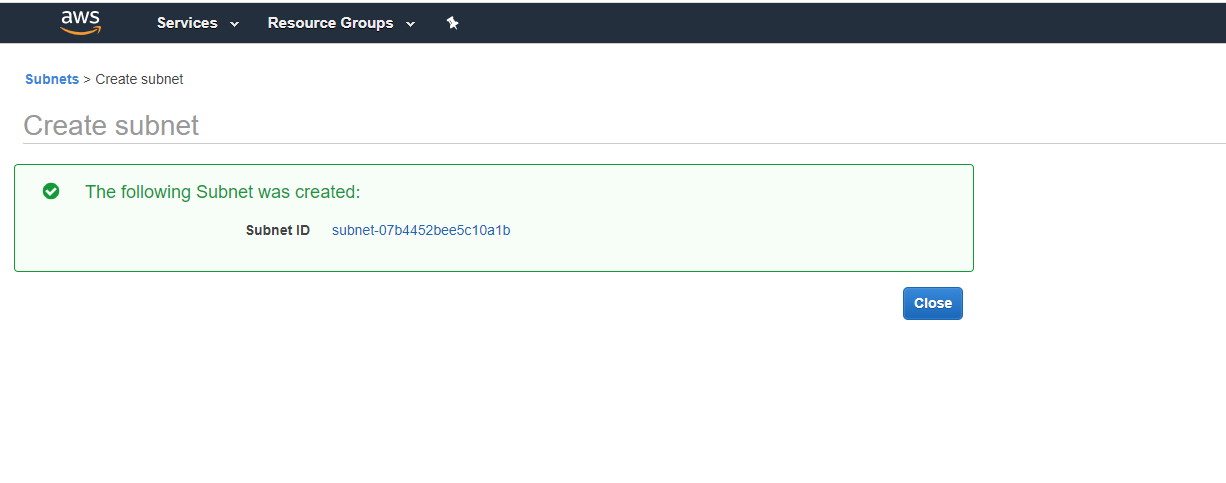 aws Services Resource Groups
Subnets > Create subnet
Create subnet
The following Subnet was created:
Subnet ID subnet-07b4452bee5c10a1b
Close